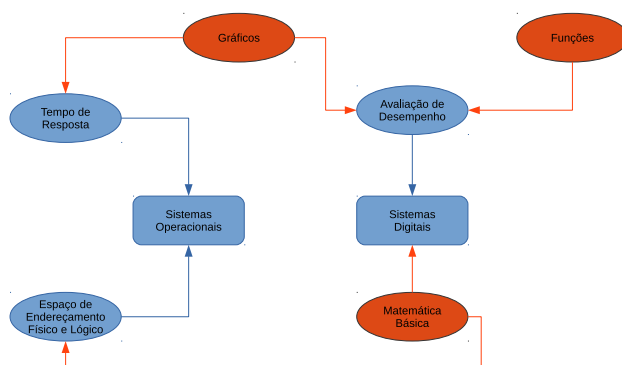 Gráficos
Funções
Tempo de
Resposta
Avaliação de
Desempenho
Sistemas
Operacionais
Sistemas
Digitais
Espaço de
Endereçamento
Físico e Lógico
Matemática
Básica